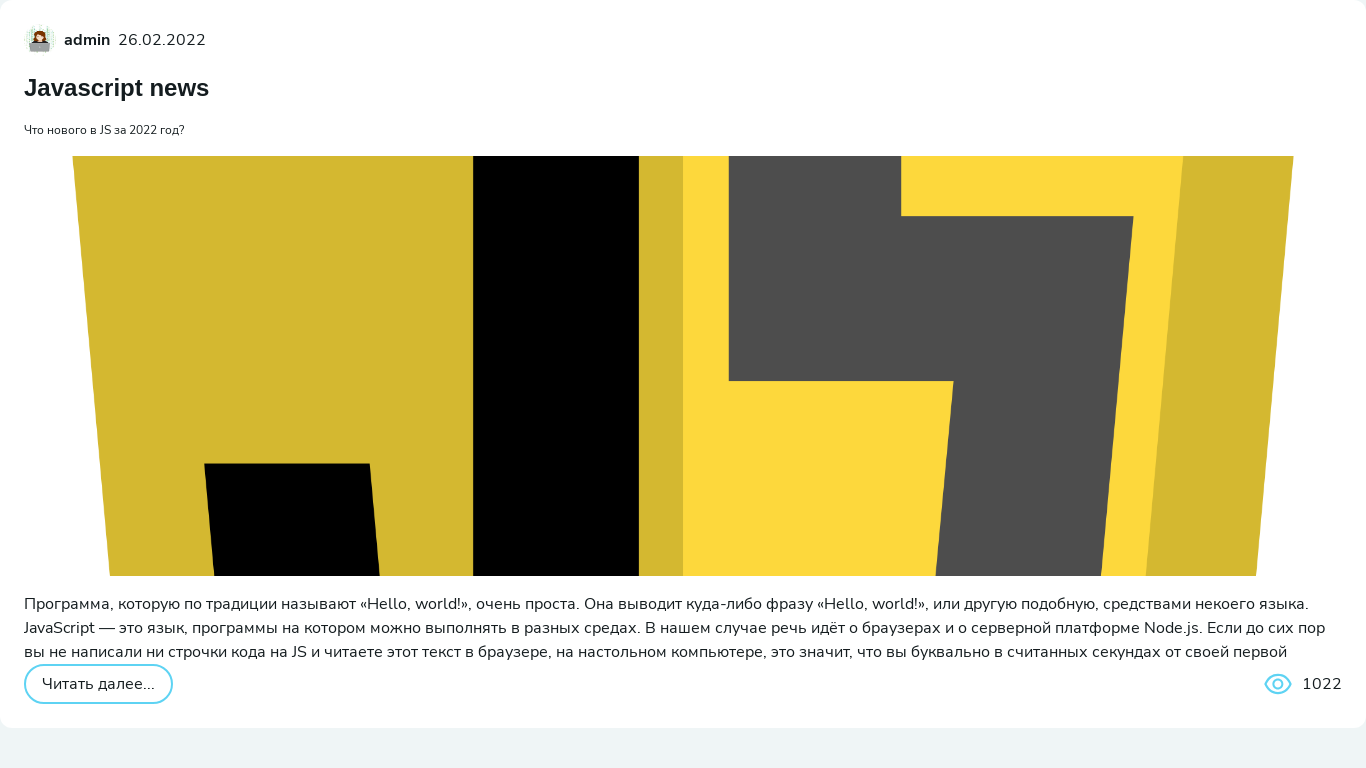 admin 26.02.2022
Javascript news
Что нового в JS за 2022 год?
Программа, которую по традиции называют «Hello, world!», очень проста. Она выводит куда-либо фразу «Hello, world!», или другую подобную, средствами некоего языка.
JavaScript — это язык, программы на котором можно выполнять в разных средах. В нашем случае речь идёт о браузерах и о серверной платформе Node.js. Если до сих пор
вы не написали ни строчки кода на JS и читаете этот текст в браузере, на настольном компьютере, это значит, что вы буквально в считанных секундах от своей первой
Читать далее... 1022